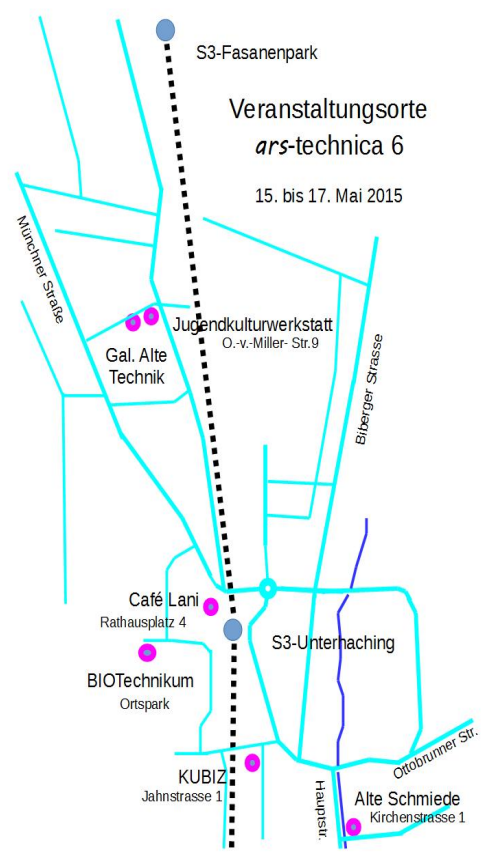 S3-Fasanenpark
Veranstaltungsorte
ars-technica 6
15. bis 17. Mai 2015
Münchner Straße
Jugendkulturwerkstatt
O.-v.-Miller- Str.9
Gal. Alte
Technik
Biberger Strasse
Café Lani
Rathausplatz 4
S3-Unterhaching
BIOTechnikum
Ortspark
Ottobrunner Str.
KUBIZ
Jahnstrasse 1
Hauptstr.
Alte Schmiede
Kirchenstrasse 1